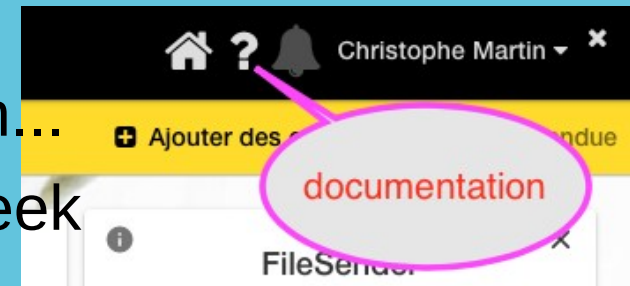 ? Christophe Martin
n...
Ajouter des
ndue
documentation
eek
FileSender